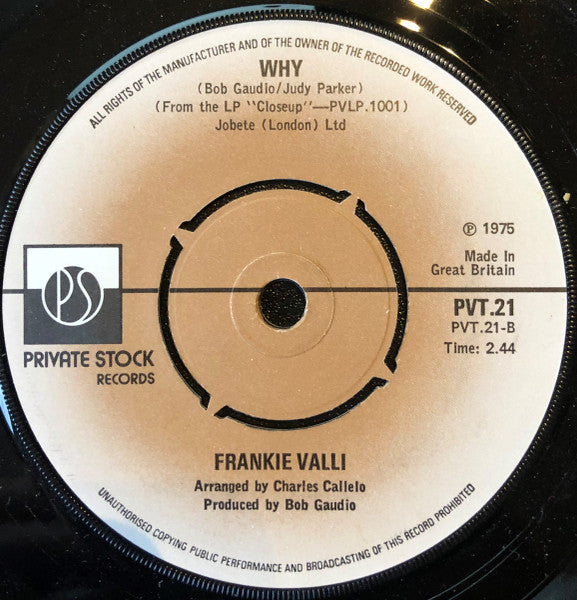 ALL RIGHTS OF THE MANUFACTURER AND OF THE OWNER OF THE RECORDED WORK RESERVED
WHY
(Bob Gaudio/Judy Parker)
(From the LP "Closeup"—PVLP.1001)
Jobete (London) Ltd
℗ 1975
Made In
Great Britain
PS
PVT.21
PVT.21-B
Time: 2.44
PRIVATE STOCK
RECORDS
FRANKIE VALLI
Arranged by Charles Callelo
Produced by Bob Gaudio
UNAUTHORISED COPYING PUBLIC PERFORMANCE AND BROADCASTING OF THIS RECORD PROHIBITED